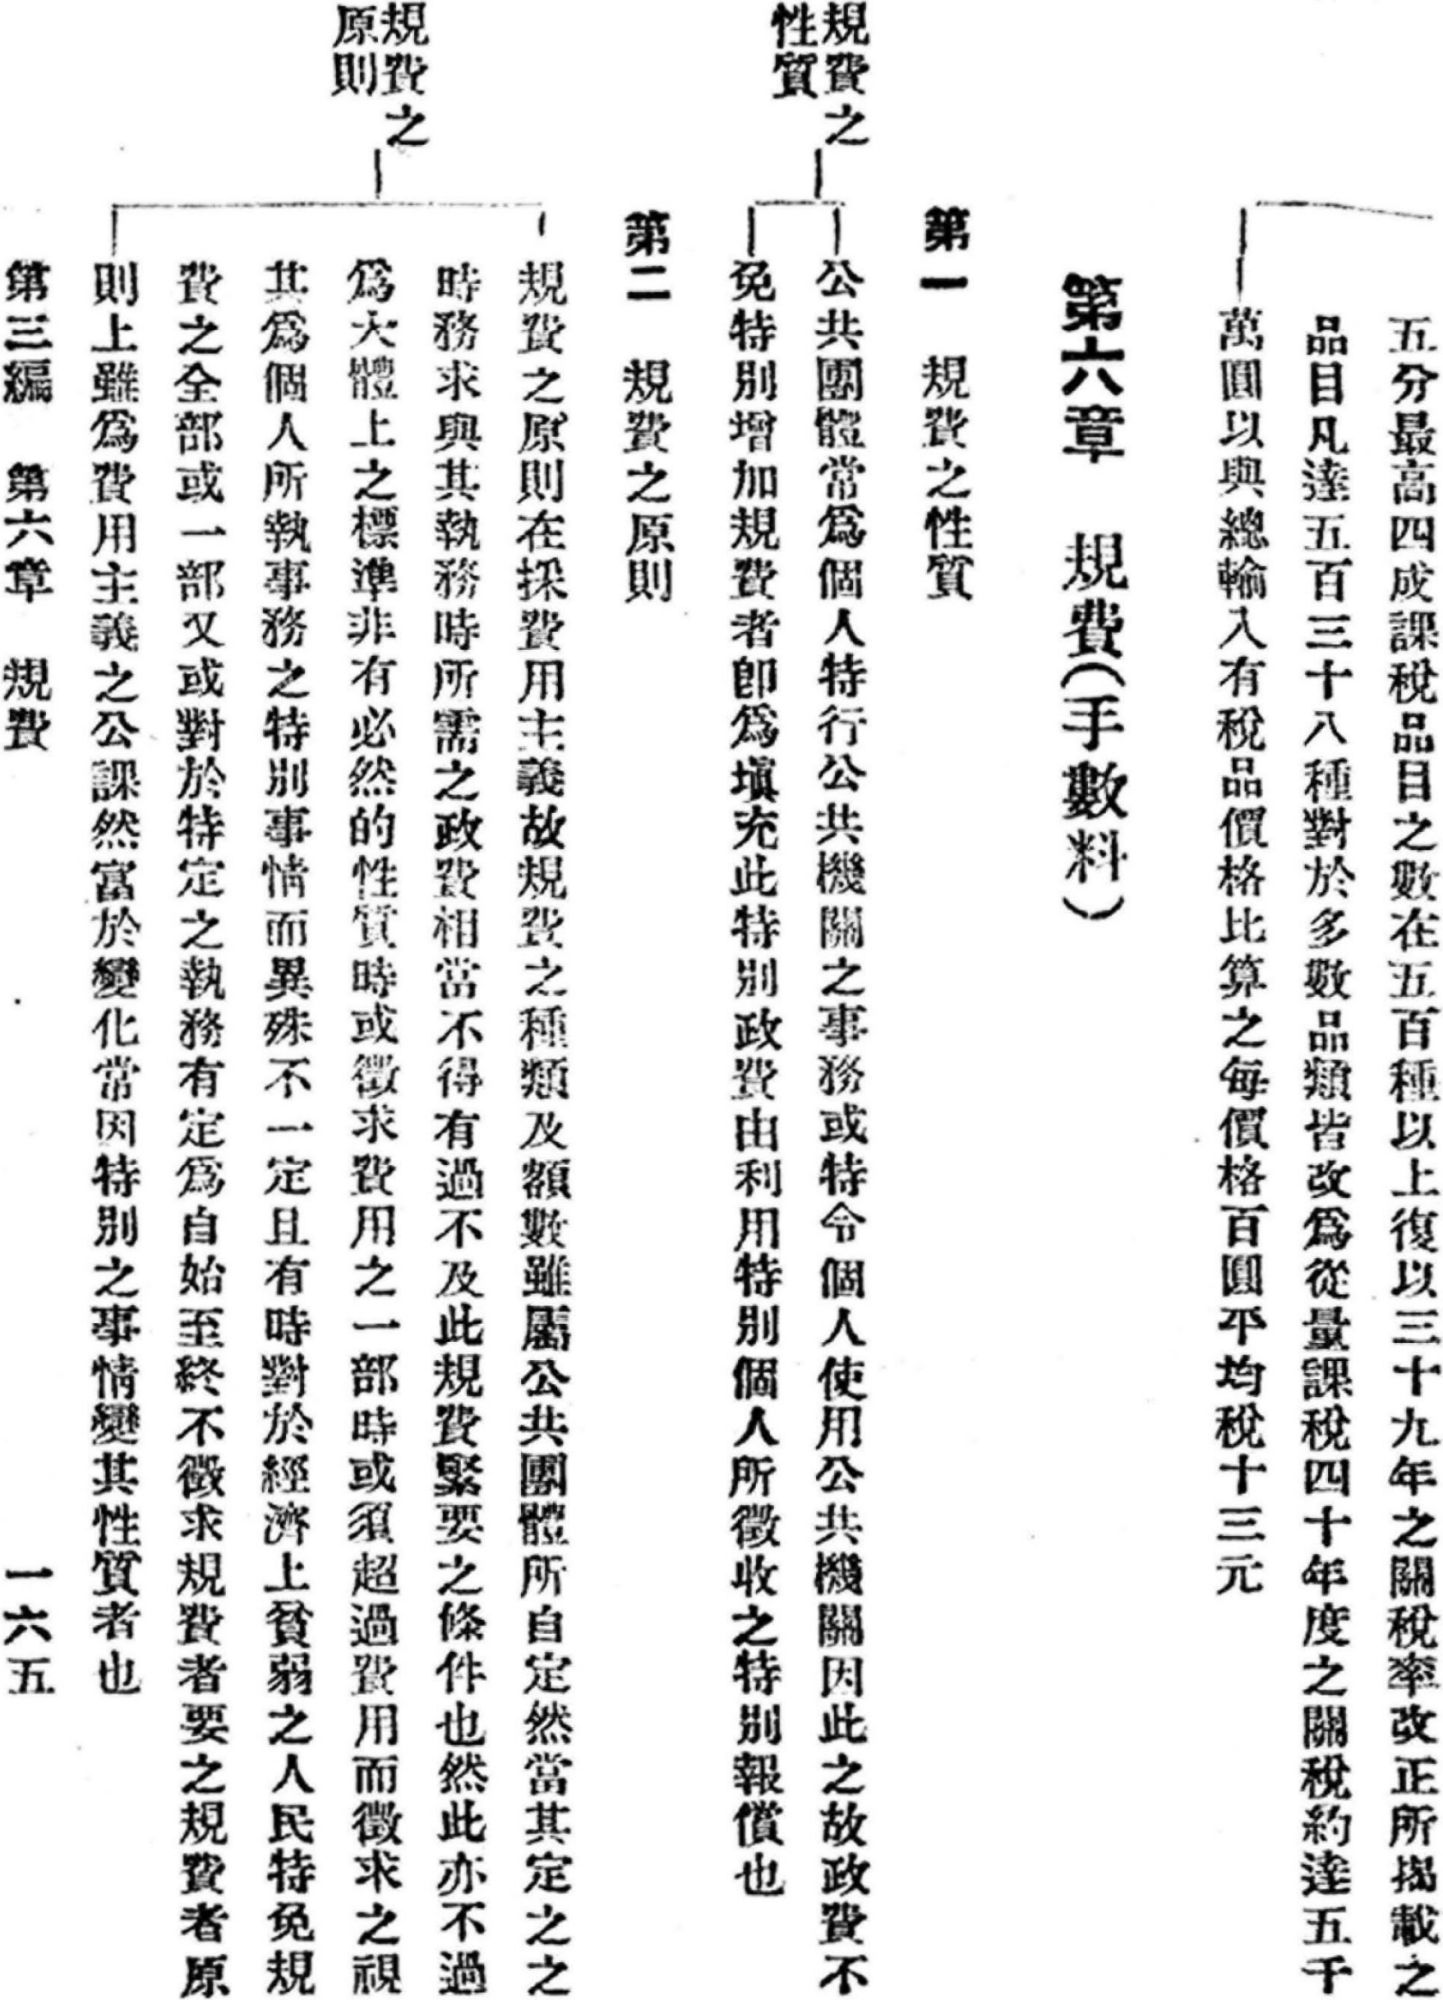 五分最高四成課稅品目之數在五百種以上復以三十九年之關稅率改正所揭載之
品目凡達五百三十八種對於多數品類皆改爲從量課稅四十年度之關稅約達五千
萬圓以與總輸入有稅品價格比算之每價格百圓平均稅十三元
第六章　規費（手數料）
第一　規費之性質
規費之
性質
公共團體常爲個人特行公共機關之事務或特令個人使用公共機關因此之故政費不
免特別增加規費者卽爲塡充此特別政費由利用特別個人所徵收之特別報償也
第二　規費之原則
規費之
原則
規費之原則在採費用主義故規費之種類及額數雖屬公共團體所自定然當其定之之
時務求與其執務時所需之政費相當不得有過不及此規費緊要之條件也然此亦不過
爲大體上之標準非有必然的性質時或徵求費用之一部時或須超過費用而徵求之視
其爲個人所執事務之特別事情而異殊不一定且有時對於經濟上貧弱之人民特免規
費之全部或一部又或對於特定之執務有定爲自始至終不徵求規費者要之規費者原
則上雖爲費用主義之公課然富於變化常因特別之事情變其性質者也
第三編　第六章　規費　一六五